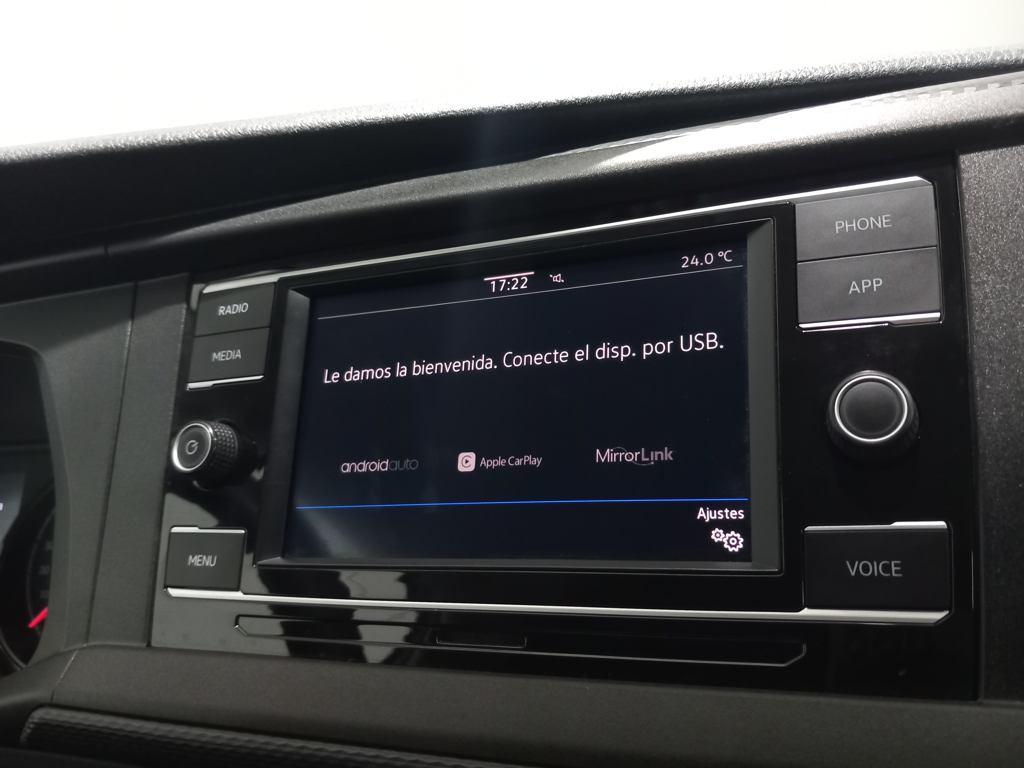 RADIO
MEDIA
MENU
17:22
24.0 °C
Le damos la bienvenida. Conecte el disp. por USB.
androidauto
Apple CarPlay
MirrorLink
Ajustes
PHONE
APP
VOICE